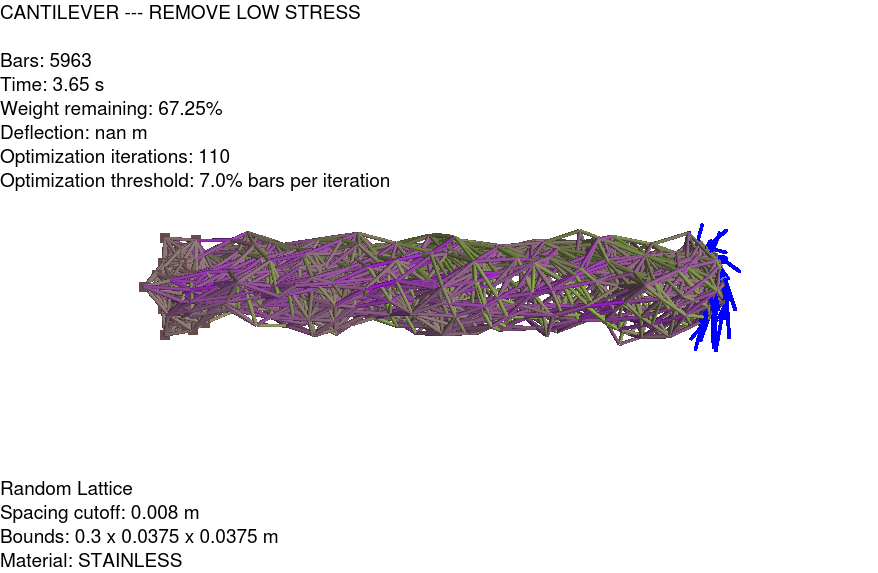 CANTILEVER --- REMOVE LOW STRESS
Bars: 5963
Time: 3.65 s
Weight remaining: 67.25%
Deflection: nan m
Optimization iterations: 110
Optimization threshold: 7.0% bars per iteration
Random Lattice
Spacing cutoff: 0.008 m
Bounds: 0.3 x 0.0375 x 0.0375 m
Material: STAINLESS